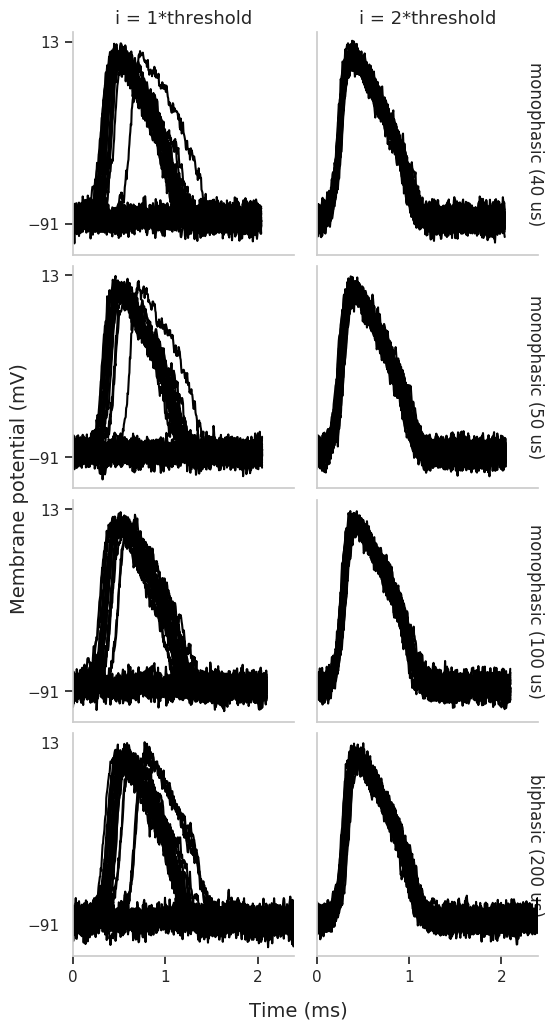 i = 1*threshold
i = 2*threshold
13
−91
monophasic (40 us)
13
−91
monophasic (50 us)
Membrane potential (mV)
13
−91
monophasic (100 us)
13
−91
biphasic (200 us)
0
1
2
0
1
2
Time (ms)